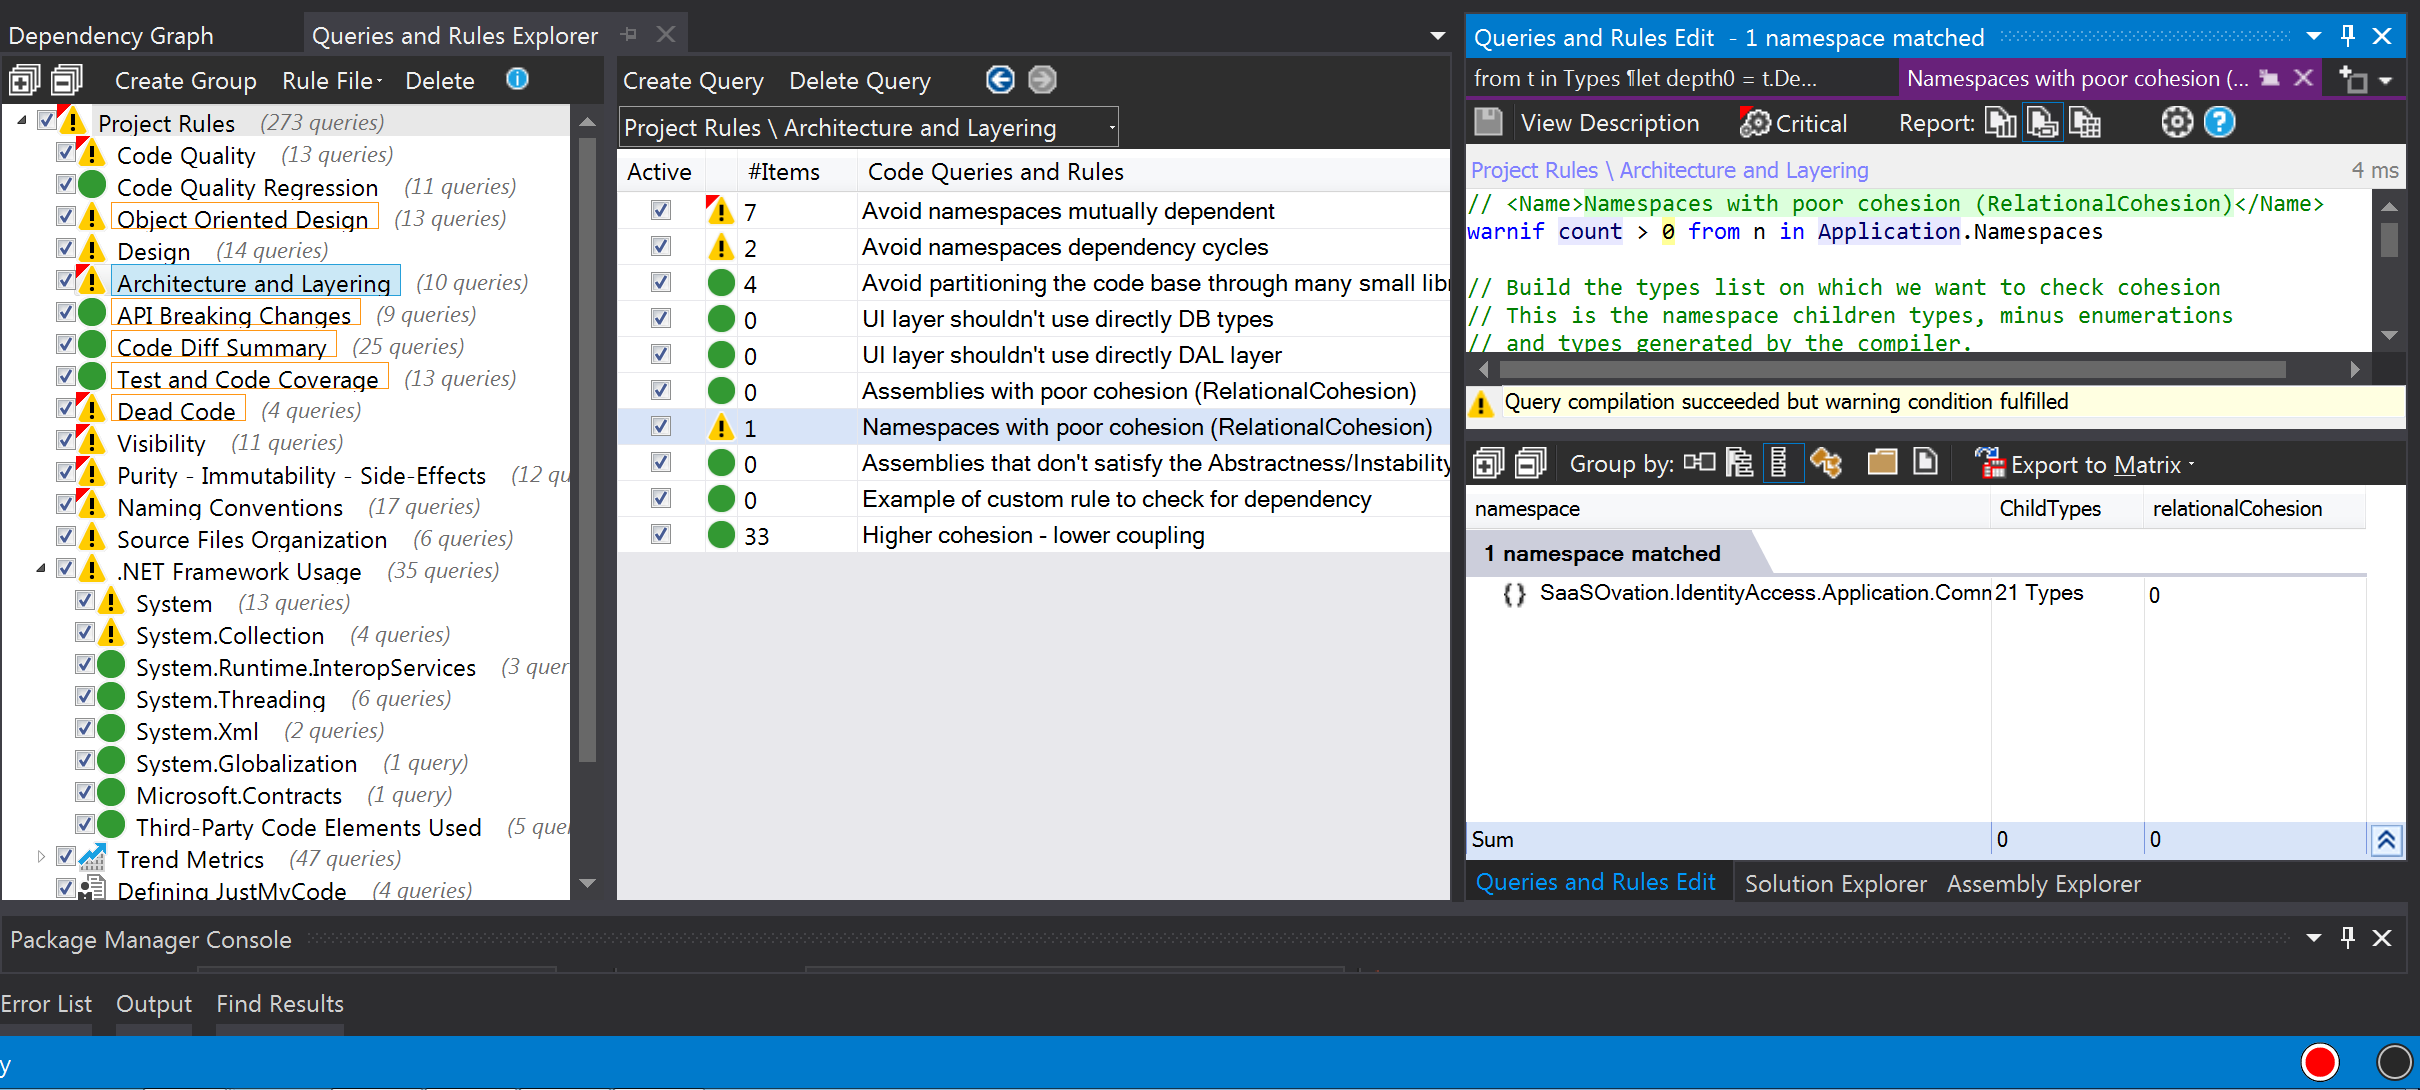 Dependency Graph
Queries and Rules Explorer
Create Group Rule File Delete
Project Rules (273 queries)
Code Quality (13 queries)
Code Quality Regression (11 queries)
Object Oriented Design (13 queries)
Design (14 queries)
Architecture and Layering (10 queries)
API Breaking Changes (9 queries)
Code Diff Summary (25 queries)
Test and Code Coverage (13 queries)
Dead Code (4 queries)
Visibility (11 queries)
Purity - Immutability - Side-Effects (12 qu
Naming Conventions (17 queries)
Source Files Organization (6 queries)
.NET Framework Usage (35 queries)
System (13 queries)
System.Collection (4 queries)
System.Runtime.InteropServices (3 quer
System.Threading (6 queries)
System.Xml (2 queries)
System.Globalization (1 query)
Microsoft.Contracts (1 query)
Third-Party Code Elements Used (5 que
Trend Metrics (47 queries)
Defining JustMyCode (4 queries)
Create Query Delete Query
Project Rules \ Architecture and Layering
Active #Items Code Queries and Rules
7 Avoid namespaces mutually dependent
2 Avoid namespaces dependency cycles
4 Avoid partitioning the code base through many small libr
0 UI layer shouldn't use directly DB types
0 UI layer shouldn't use directly DAL layer
0 Assemblies with poor cohesion (RelationalCohesion)
1 Namespaces with poor cohesion (RelationalCohesion)
0 Assemblies that don't satisfy the Abstractness/Instability
0 Example of custom rule to check for dependency
33 Higher cohesion - lower coupling
Queries and Rules Edit - 1 namespace matched
from t in Types ¶let depth0 = t.De...
Namespaces with poor cohesion (...
View Description Critical Report:
Project Rules \ Architecture and Layering 4 ms
// <Name>Namespaces with poor cohesion (RelationalCohesion)</Name>
warnif count > 0 from n in Application.Namespaces
// Build the types list on which we want to check cohesion
// This is the namespace children types, minus enumerations
// and types generated by the compiler.
Query compilation succeeded but warning condition fulfilled
Group by: Export to Matrix
namespace ChildTypes relationalCohesion
1 namespace matched
{} SaaSOvation.IdentityAccess.Application.Comm 21 Types 0
Sum 0 0
Queries and Rules Edit Solution Explorer Assembly Explorer
Package Manager Console
Error List Output Find Results
y